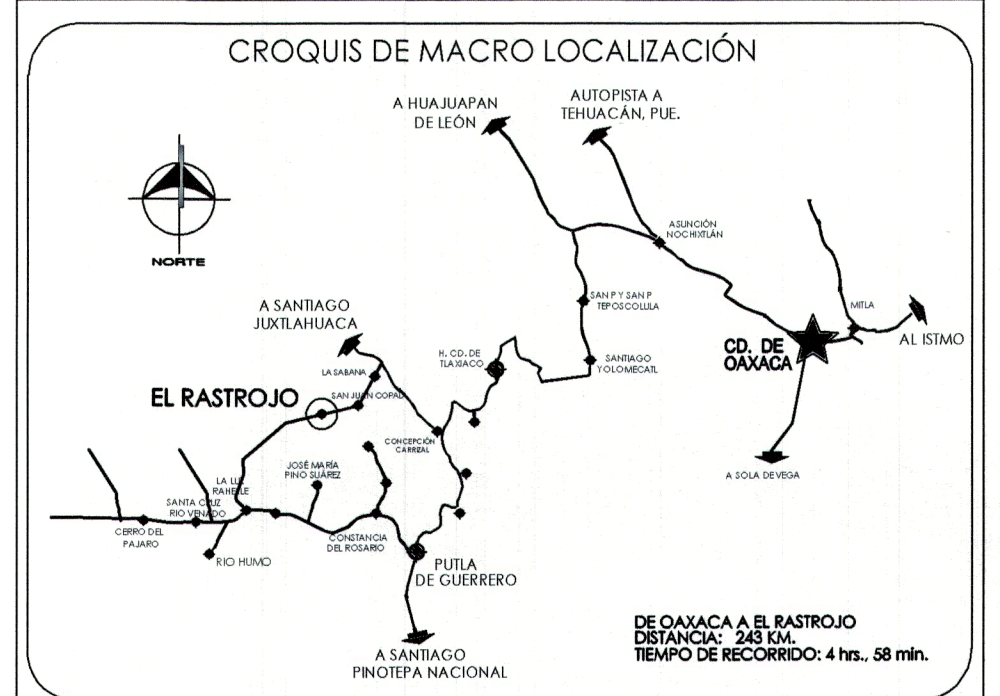 CROQUIS DE MACRO LOCALIZACIÓN
A HUAJUAPAN
DE LEÓN
AUTOPISTA A
TEHUACÁN, PUE.
NORTE
ASUNCIÓN
NOCHIXTLÁN
A SANTIAGO
JUXTLAHUACA
SAN P Y SAN P
TEPOSCOLULA
MITLA
AL ISTMO
CD. DE
OAXACA
H. CD. DE
TLAXIACO
SANTIAGO
YOLOMECATL
LA SABANA
SAN JUAN COPALA
EL RASTROJO
CONCEPCIÓN
CARRIZAL
A SOLA DE VEGA
JOSÉ MARÍA
PINO SUÁREZ
LA LUZ
SANTA CRUZ
RIO VENADO
CERRO DEL
PAJARO
RIO HUMO
CONSTANCIA
DEL ROSARIO
PUTLA
DE GUERRERO
A SANTIAGO
PINOTEPA NACIONAL
DE OAXACA A EL RASTROJO
DISTANCIA: 243 KM.
TIEMPO DE RECORRIDO: 4 hrs., 58 min.